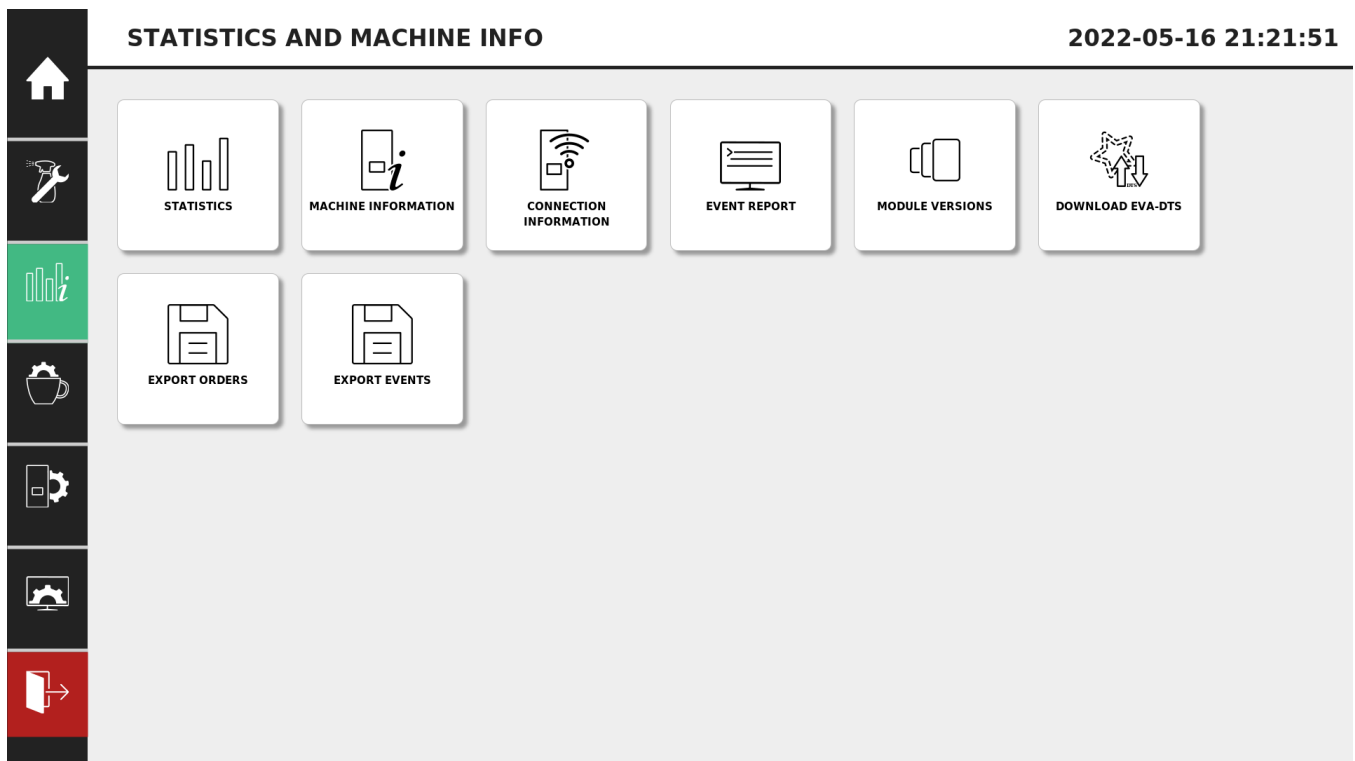 STATISTICS AND MACHINE INFO
2022-05-16 21:21:51
STATISTICS
MACHINE INFORMATION
CONNECTION
INFORMATION
EVENT REPORT
MODULE VERSIONS
DTS
DOWNLOAD EVA-DTS
EXPORT ORDERS
EXPORT EVENTS